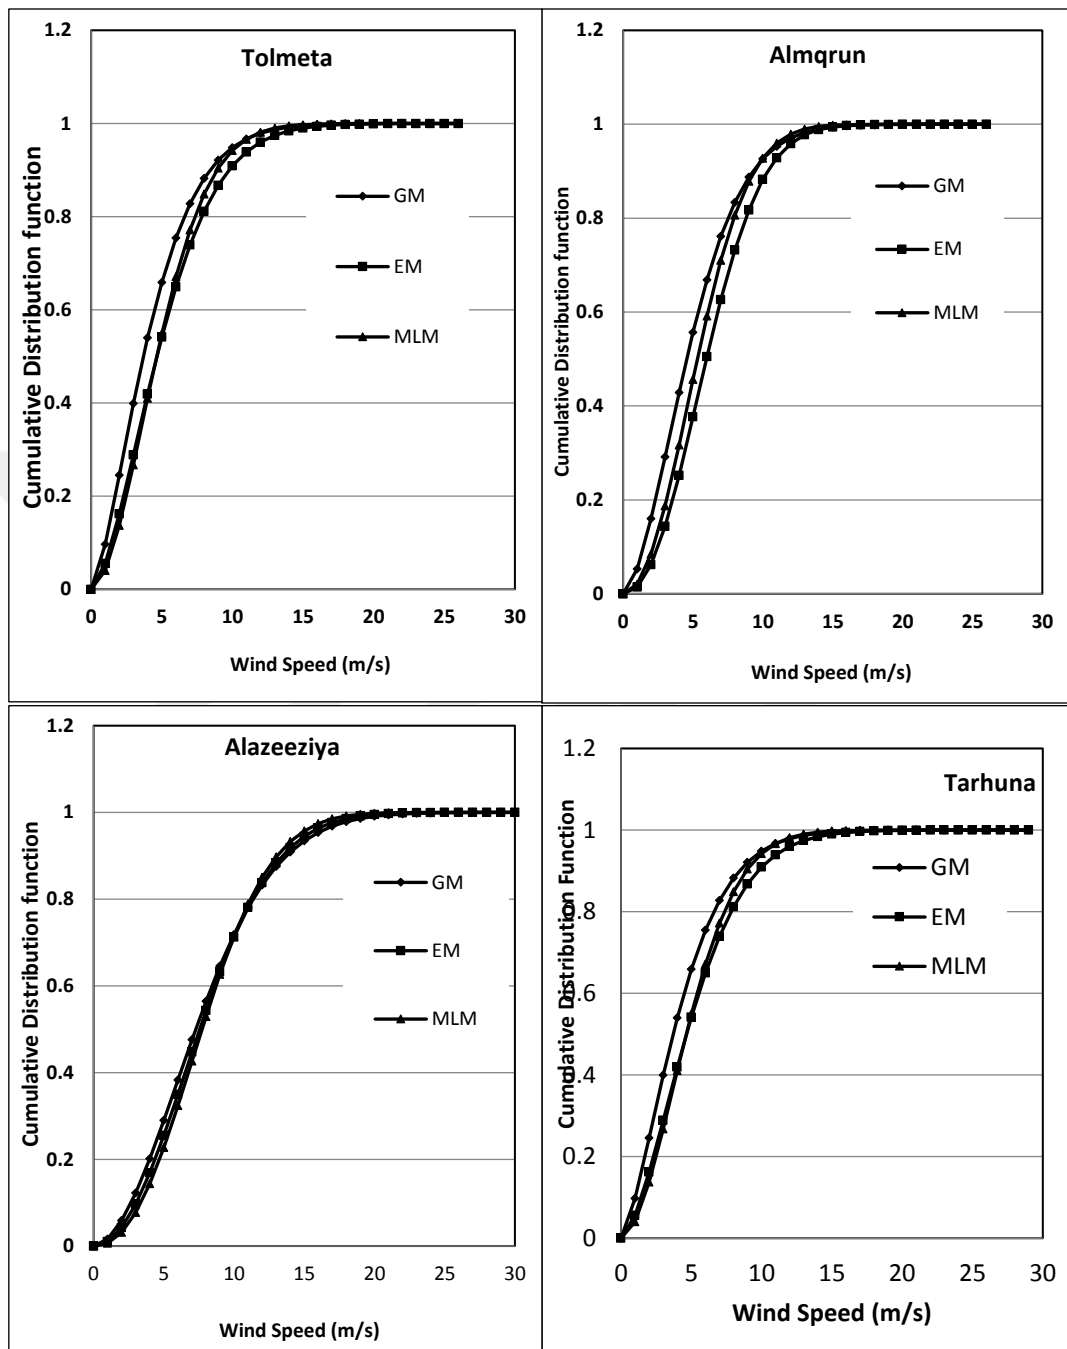 Tolmeta
Cumulative Distribution function
1.2
1
0.8
0.6
0.4
0.2
0
GM
EM
MLM
0 5 10 15 20 25 30
Wind Speed (m/s)
Almqrun
Cumulative Distribution function
1.2
1
0.8
0.6
0.4
0.2
0
GM
EM
MLM
0 5 10 15 20 25 30
Wind Speed (m/s)
Alazeeziya
Cumulative Distribution function
1.2
1
0.8
0.6
0.4
0.2
0
GM
EM
MLM
0 5 10 15 20 25 30
Wind Speed (m/s)
Tarhuna
Cumulative Distribution Function
1.2
1
0.8
0.6
0.4
0.2
0
GM
EM
MLM
0 5 10 15 20 25 30
Wind Speed (m/s)